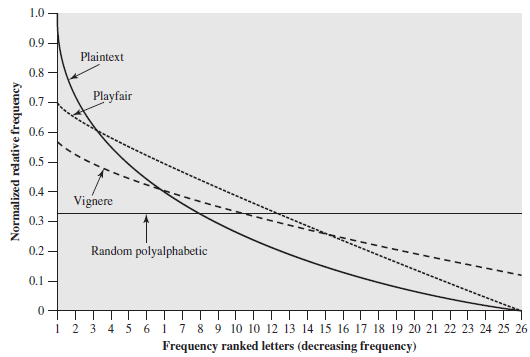 1.0
0.9
0.8
0.7
0.6
0.5
0.4
0.3
0.2
0.1
0
Normalized relative frequency
Plaintext
Playfair
Vignere
Random polyalphabetic
1 2 3 4 5 6 1 7 8 9 10 10 12 13 14 15 16 17 18 19 20 21 22 23 24 25 26
Frequency ranked letters (decreasing frequency)